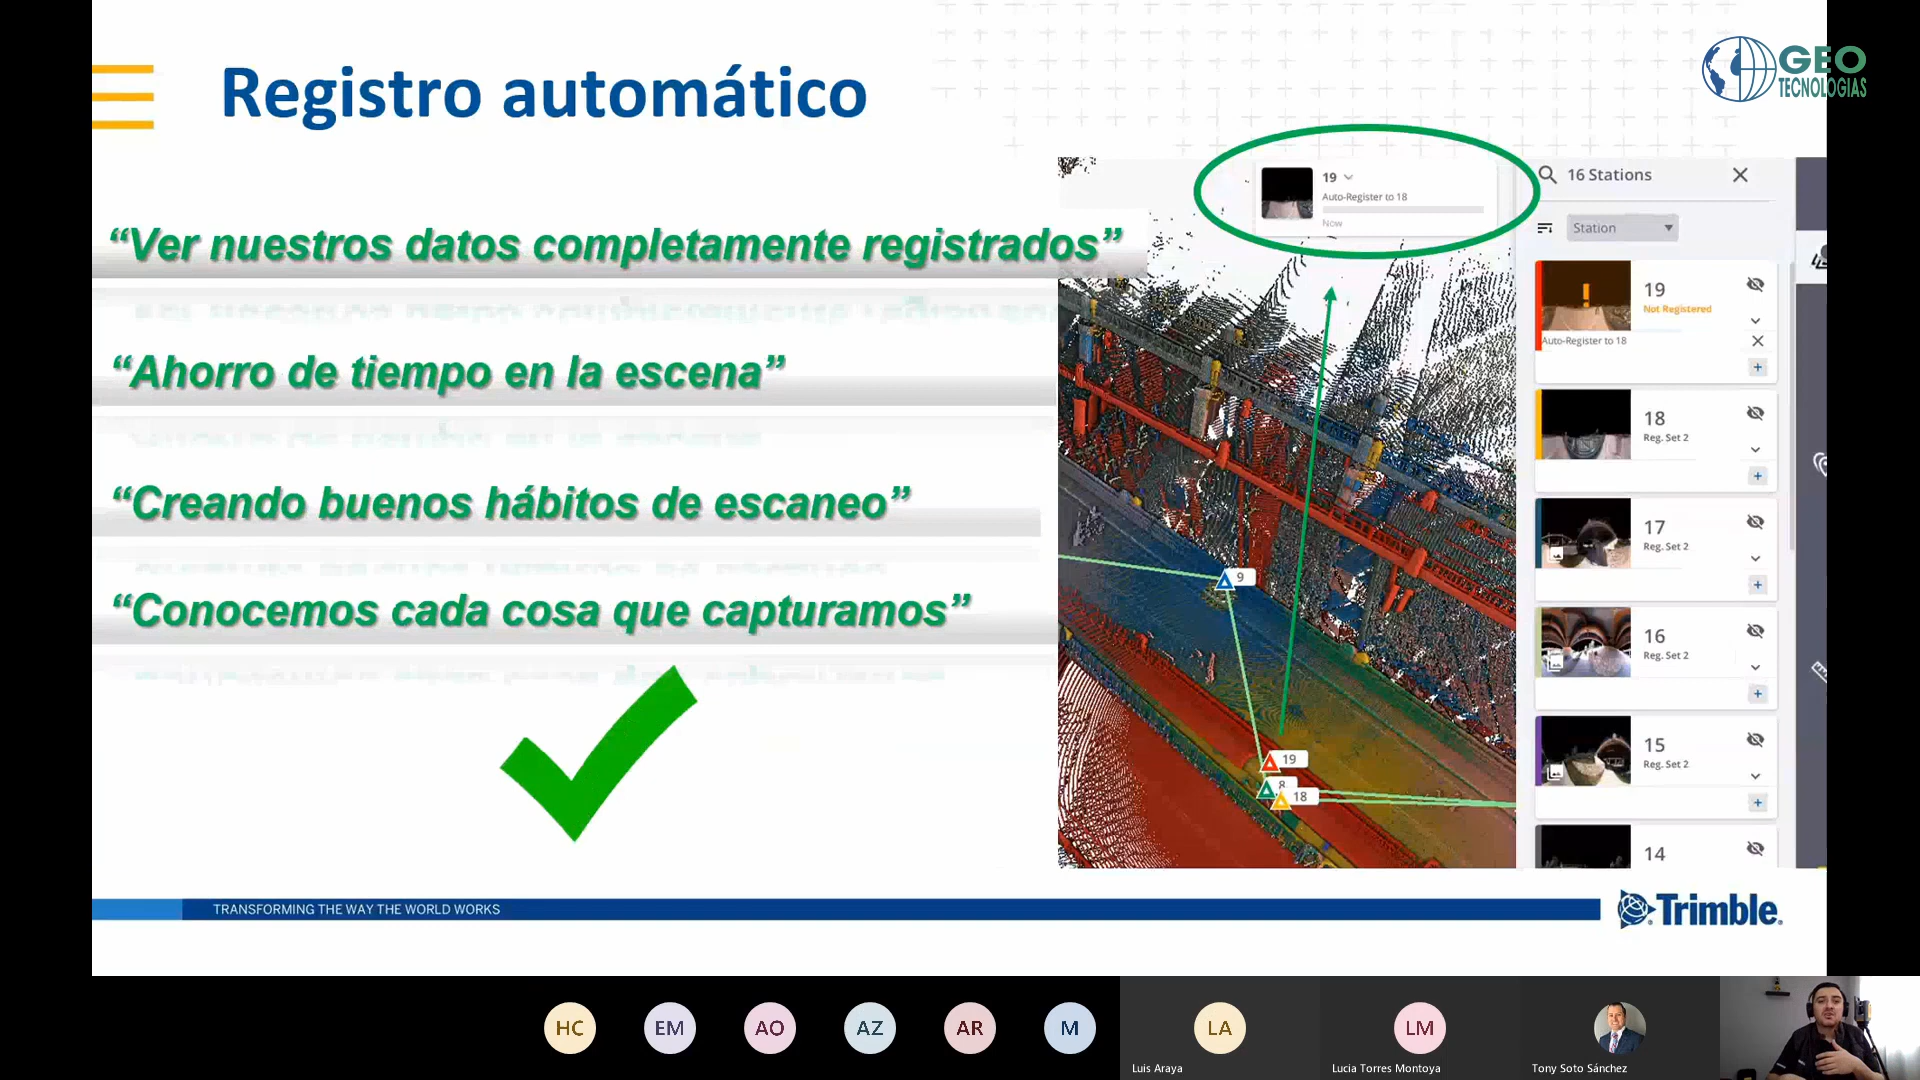 GEO
TECNOLOGIAS
Registro automático
“Ver nuestros datos completamente registrados”
“Ahorro de tiempo en la escena”
“Creando buenos hábitos de escaneo”
“Conocemos cada cosa que capturamos”
19
Auto-Register to 18
Now
9
19
8
18
16 Stations
Station
19
Not Registered
Auto-Register to 18
18
Reg. Set 2
17
Reg. Set 2
16
Reg. Set 2
15
Reg. Set 2
14
TRANSFORMING THE WAY THE WORLD WORKS
Trimble.
HC
EM
AO
AZ
AR
M
LA
LM
Luis Araya
Lucia Torres Montoya
Tony Soto Sánchez